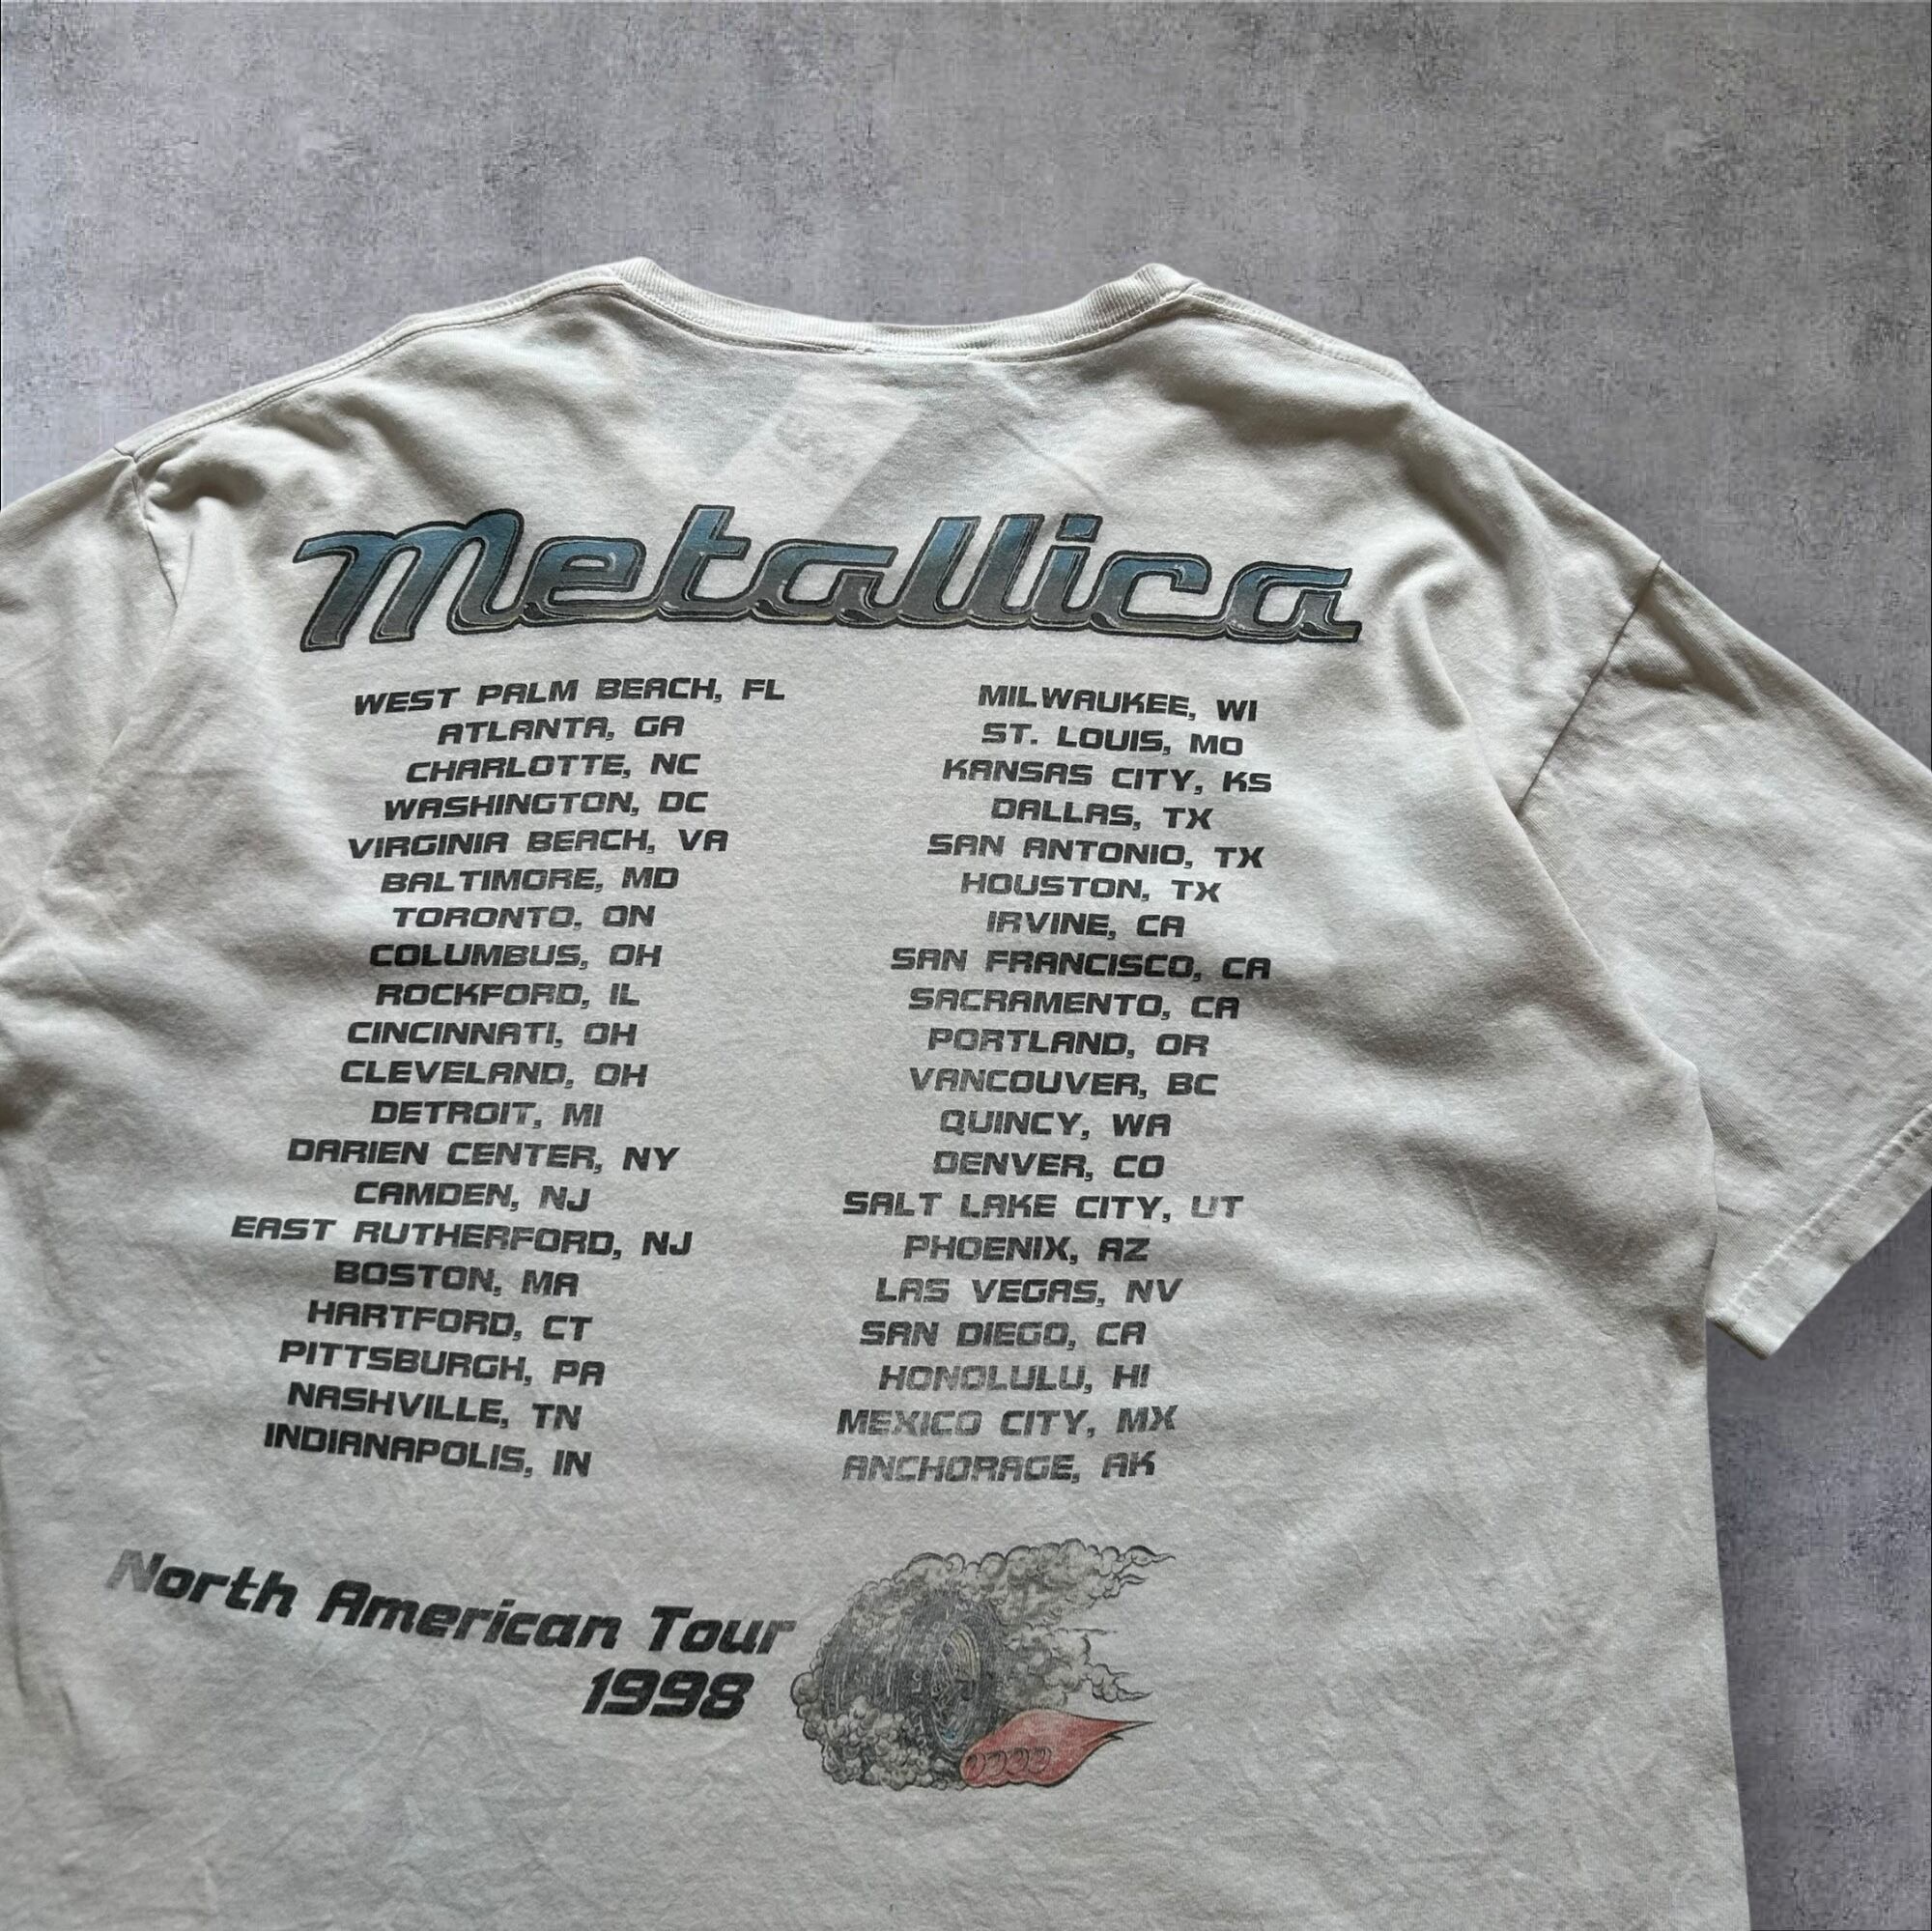 Metallica
WEST PALM BEACH, FL
ATLANTA, GA
CHARLOTTE, NC
WASHINGTON, DC
VIRGINIA BEACH, VA
BALTIMORE, MD
TORONTO, ON
COLUMBUS, OH
ROCKFORD, IL
CINCINNATI, OH
CLEVELAND, OH
DETROIT, MI
DARIEN CENTER, NY
CAMDEN, NJ
EAST RUTHERFORD, NJ
BOSTON, MA
HARTFORD, CT
PITTSBURGH, PA
NASHVILLE, TN
INDIANAPOLIS, IN
MILWAUKEE, WI
ST. LOUIS, MO
KANSAS CITY, KS
DALLAS, TX
SAN ANTONIO, TX
HOUSTON, TX
IRVINE, CA
SAN FRANCISCO, CA
SACRAMENTO, CA
PORTLAND, OR
VANCOUVER, BC
QUINCY, WA
DENVER, CO
SALT LAKE CITY, UT
PHOENIX, AZ
LAS VEGAS, NV
SAN DIEGO, CA
HONOLULU, HI
MEXICO CITY, MX
ANCHORAGE, AK
North American Tour
1998